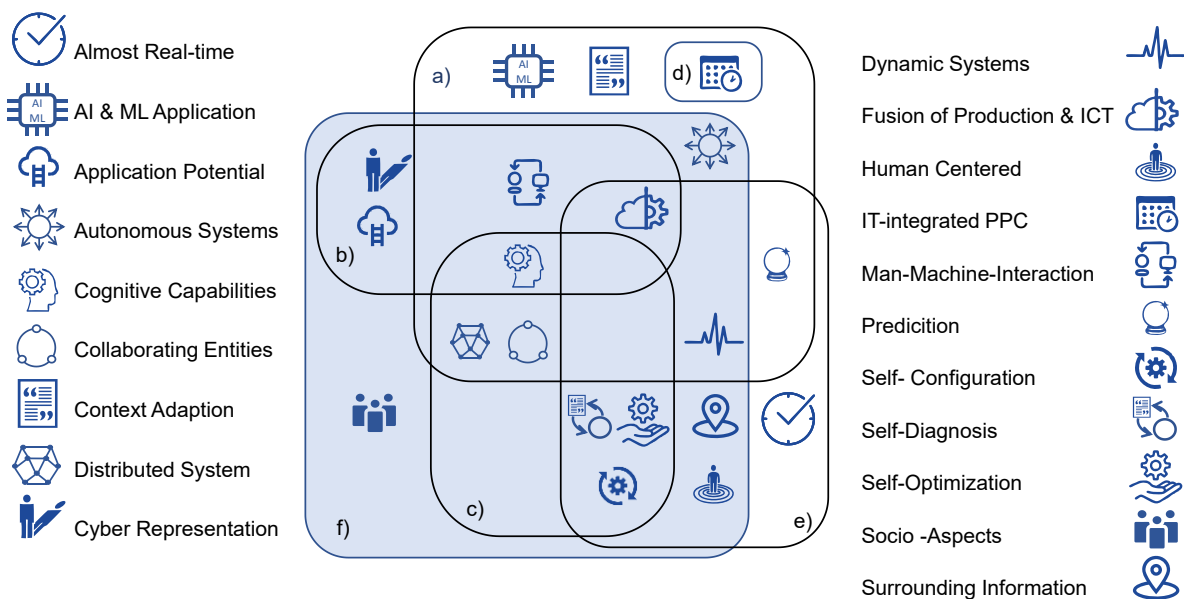 Almost Real-time
AI
ML
AI & ML Application
Application Potential
Autonomous Systems
Cognitive Capabilities
Collaborating Entities
Context Adaption
Distributed System
Cyber Representation
a)
AI
ML
d)
b)
c)
e)
f)
Dynamic Systems
Fusion of Production & ICT
Human Centered
IT-integrated PPC
Man-Machine-Interaction
Predicition
Self- Configuration
Self-Diagnosis
Self-Optimization
Socio -Aspects
Surrounding Information